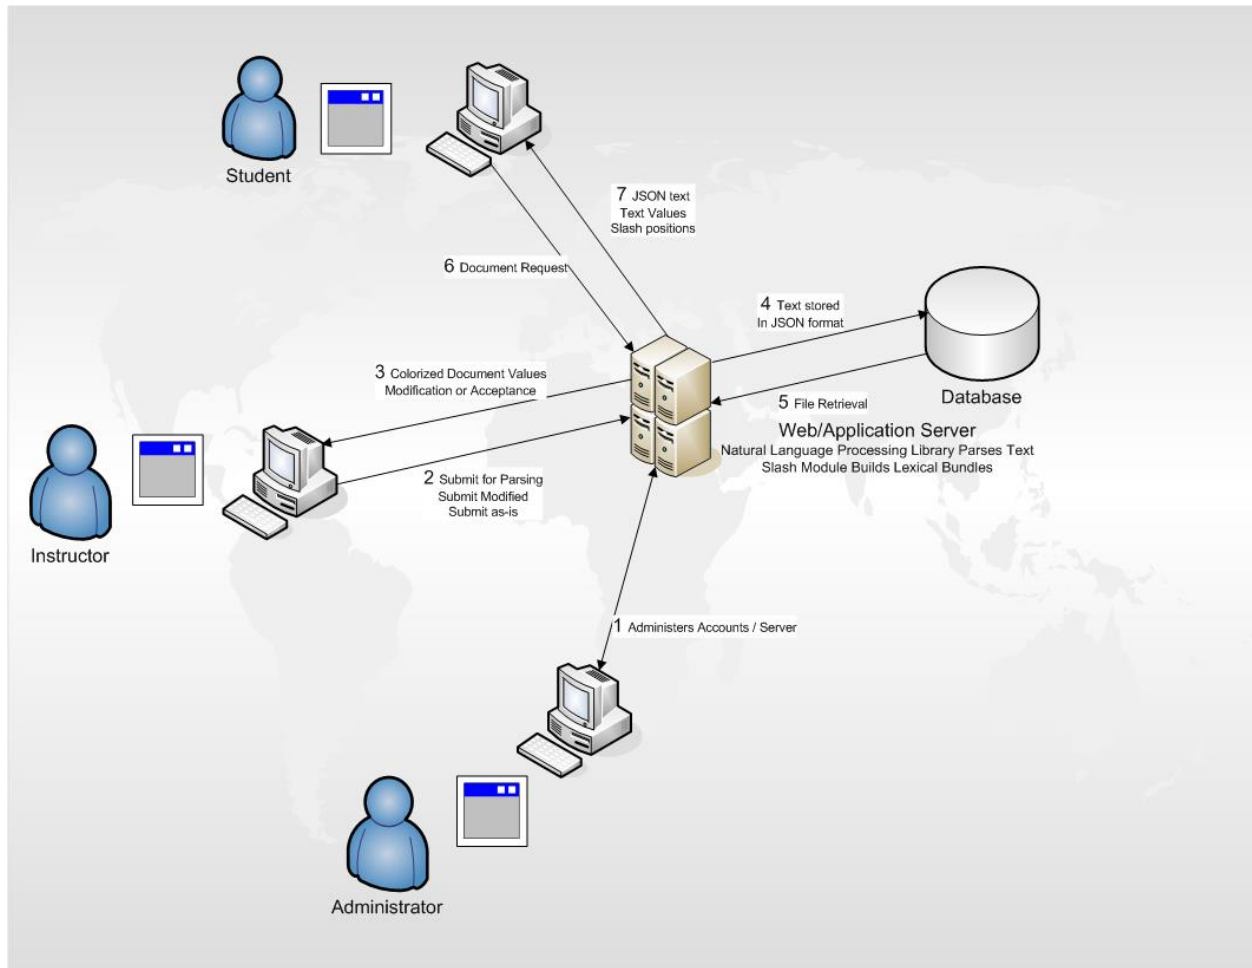 Student
7 JSON text
Text Values
Slash positions
6 Document Request
4 Text stored
In JSON format
3 Colorized Document Values
Modification or Acceptance
Database
5 File Retrieval
Web/Application Server
Natural Language Processing Library Parses Text
Slash Module Builds Lexical Bundles
2 Submit for Parsing
Submit Modified
Submit as-is
Instructor
1 Administers Accounts / Server
Administrator